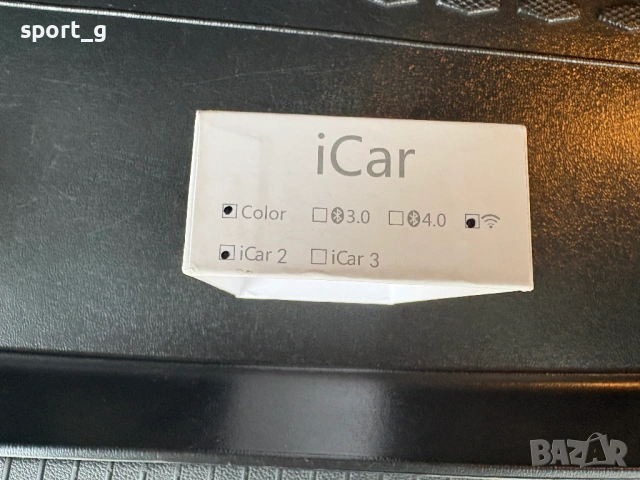 sport_g
iCar
Color 3.0 4.0
iCar 2 iCar 3
BAZAR